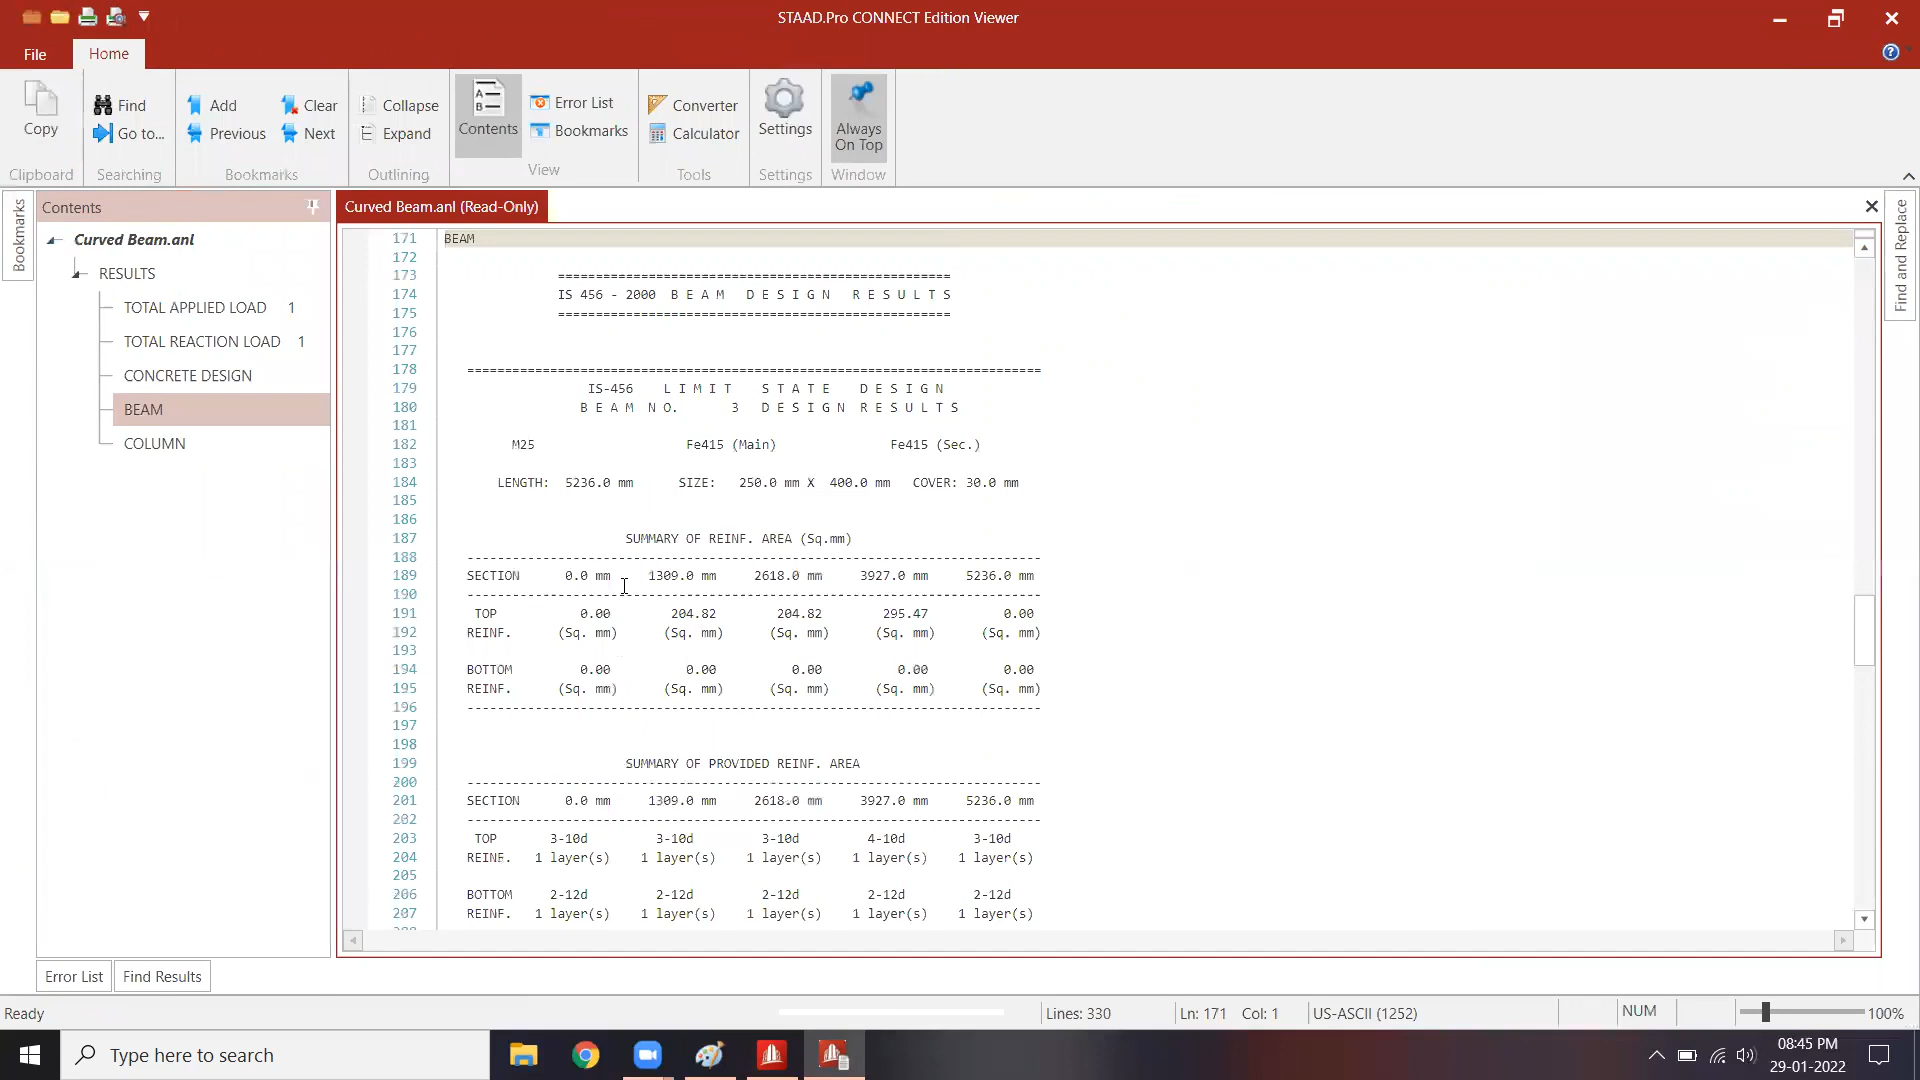 STAAD.Pro CONNECT Edition Viewer
File
Home
Copy
Clipboard
Find
Go to...
Searching
Add
Clear
Previous
Next
Bookmarks
Collapse
Expand
Outlining
Contents
Error List
Bookmarks
View
Converter
Calculator
Tools
Settings
Settings
Always
On Top
Window
Bookmarks
Contents
Curved Beam.anl
RESULTS
TOTAL APPLIED LOAD 1
TOTAL REACTION LOAD 1
CONCRETE DESIGN
BEAM
COLUMN
Curved Beam.anl (Read-Only)
Find and Replace
171 BEAM
172
173 ====================================================
174 IS 456 - 2000 B E A M D E S I G N R E S U L T S
175 ====================================================
176
177
178 ============================================================================
179 IS-456 L I M I T S T A T E D E S I G N
180 B E A M N O. 3 D E S I G N R E S U L T S
181
182 M25 Fe415 (Main) Fe415 (Sec.)
183
184 LENGTH: 5236.0 mm SIZE: 250.0 mm X 400.0 mm COVER: 30.0 mm
185
186
187 SUMMARY OF REINF. AREA (Sq.mm)
188 ----------------------------------------------------------------------------
189 SECTION 0.0 mm 1309.0 mm 2618.0 mm 3927.0 mm 5236.0 mm
190 ----------------------------------------------------------------------------
191 TOP 0.00 204.82 204.82 295.47 0.00
192 REINF. (Sq. mm) (Sq. mm) (Sq. mm) (Sq. mm) (Sq. mm)
193
194 BOTTOM 0.00 0.00 0.00 0.00 0.00
195 REINF. (Sq. mm) (Sq. mm) (Sq. mm) (Sq. mm) (Sq. mm)
196 ----------------------------------------------------------------------------
197
198
199 SUMMARY OF PROVIDED REINF. AREA
200 ----------------------------------------------------------------------------
201 SECTION 0.0 mm 1309.0 mm 2618.0 mm 3927.0 mm 5236.0 mm
202 ----------------------------------------------------------------------------
203 TOP 3-10d 3-10d 3-10d 4-10d 3-10d
204 REINF. 1 layer(s) 1 layer(s) 1 layer(s) 1 layer(s) 1 layer(s)
205
206 BOTTOM 2-12d 2-12d 2-12d 2-12d 2-12d
207 REINF. 1 layer(s) 1 layer(s) 1 layer(s) 1 layer(s) 1 layer(s)
Error List
Find Results
Ready
Lines: 330
Ln: 171 Col: 1
US-ASCII (1252)
NUM
100%
Type here to search
08:45 PM
29-01-2022